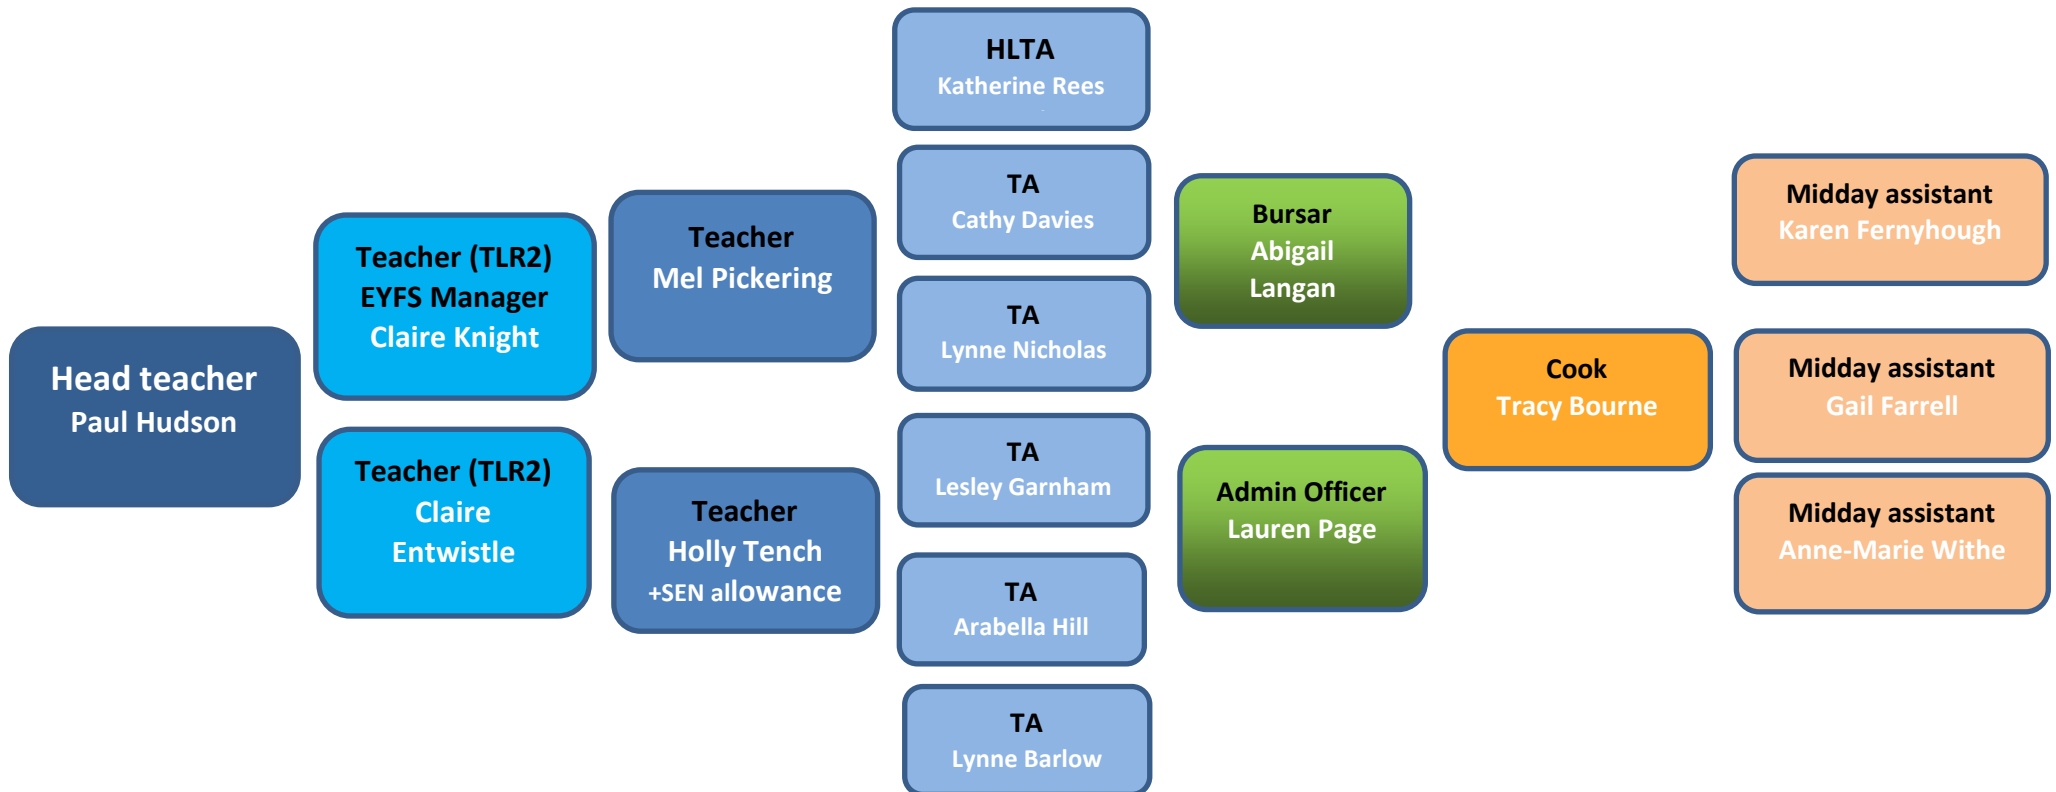 Head teacher
Paul Hudson
Teacher (TLR2)
EYFS Manager
Claire Knight
Teacher (TLR2)
Claire
Entwistle
Teacher
Mel Pickering
Teacher
Holly Tench
+SEN allowance
HLTA
Katherine Rees
TA
Cathy Davies
TA
Lynne Nicholas
TA
Lesley Garnham
TA
Arabella Hill
TA
Lynne Barlow
Bursar
Abigail
Langan
Admin Officer
Lauren Page
Cook
Tracy Bourne
Midday assistant
Karen Fernyhough
Midday assistant
Gail Farrell
Midday assistant
Anne-Marie Withe